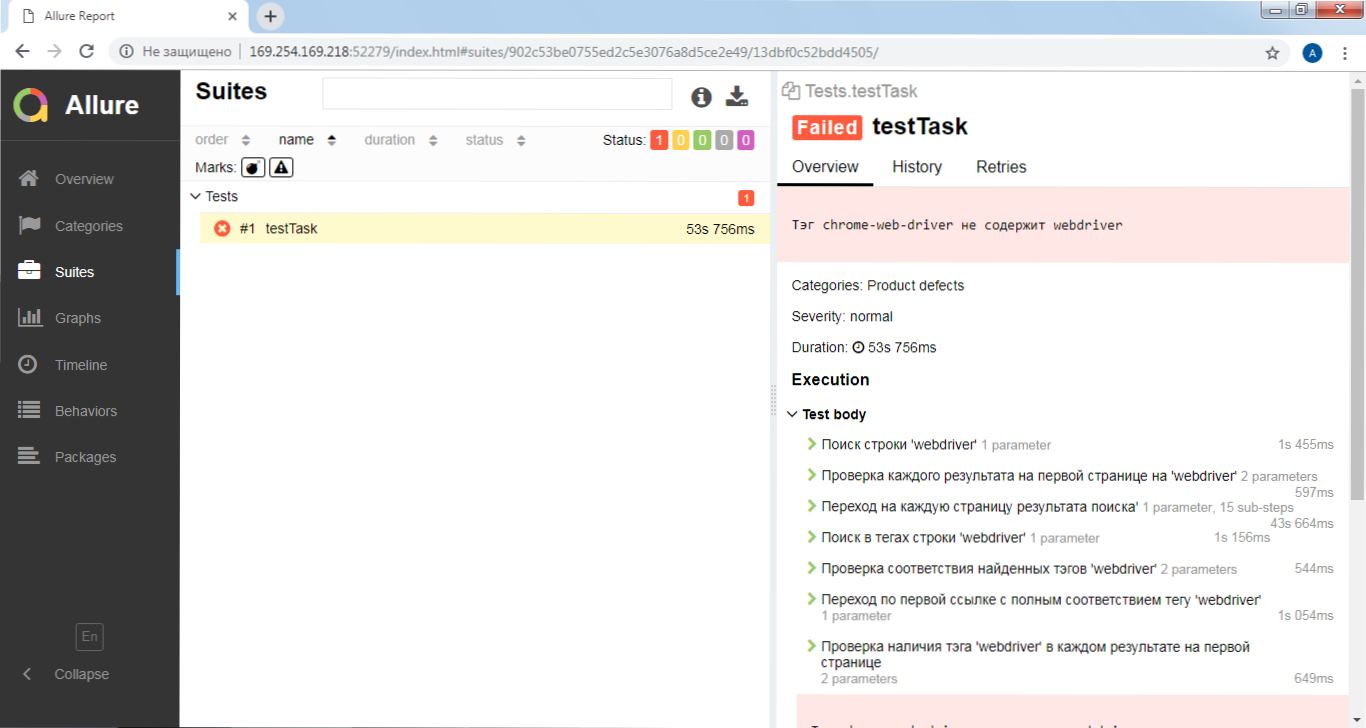 Allure Report
Не защищено 169.254.169.218:52279/index.html#suites/902c53be0755ed2c5e3076a8d5ce2e49/13dbf0c52bdd4505/
A
Allure
Overview
Categories
Suites
Graphs
Timeline
Behaviors
Packages
En
Collapse
Suites
order name duration status Status: 1 0 0 0 0
Marks:
Tests 1
#1 testTask 53s 756ms
Tests.testTask
Failed testTask
Overview History Retries
Тэг chrome-web-driver не содержит webdriver
Categories: Product defects
Severity: normal
Duration: 53s 756ms
Execution
Test body
Поиск строки 'webdriver' 1 parameter 1s 455ms
Проверка каждого результата на первой странице на 'webdriver' 2 parameters
597ms
Переход на каждую страницу результата поиска' 1 parameter, 15 sub-steps
43s 664ms
Поиск в тегах строки 'webdriver' 1 parameter 1s 156ms
Проверка соответствия найденных тэгов 'webdriver' 2 parameters 544ms
Переход по первой ссылке с полным соответствием тегу 'webdriver'
1 parameter 1s 054ms
Проверка наличия тэга 'webdriver' в каждом результате на первой
странице
2 parameters 649ms